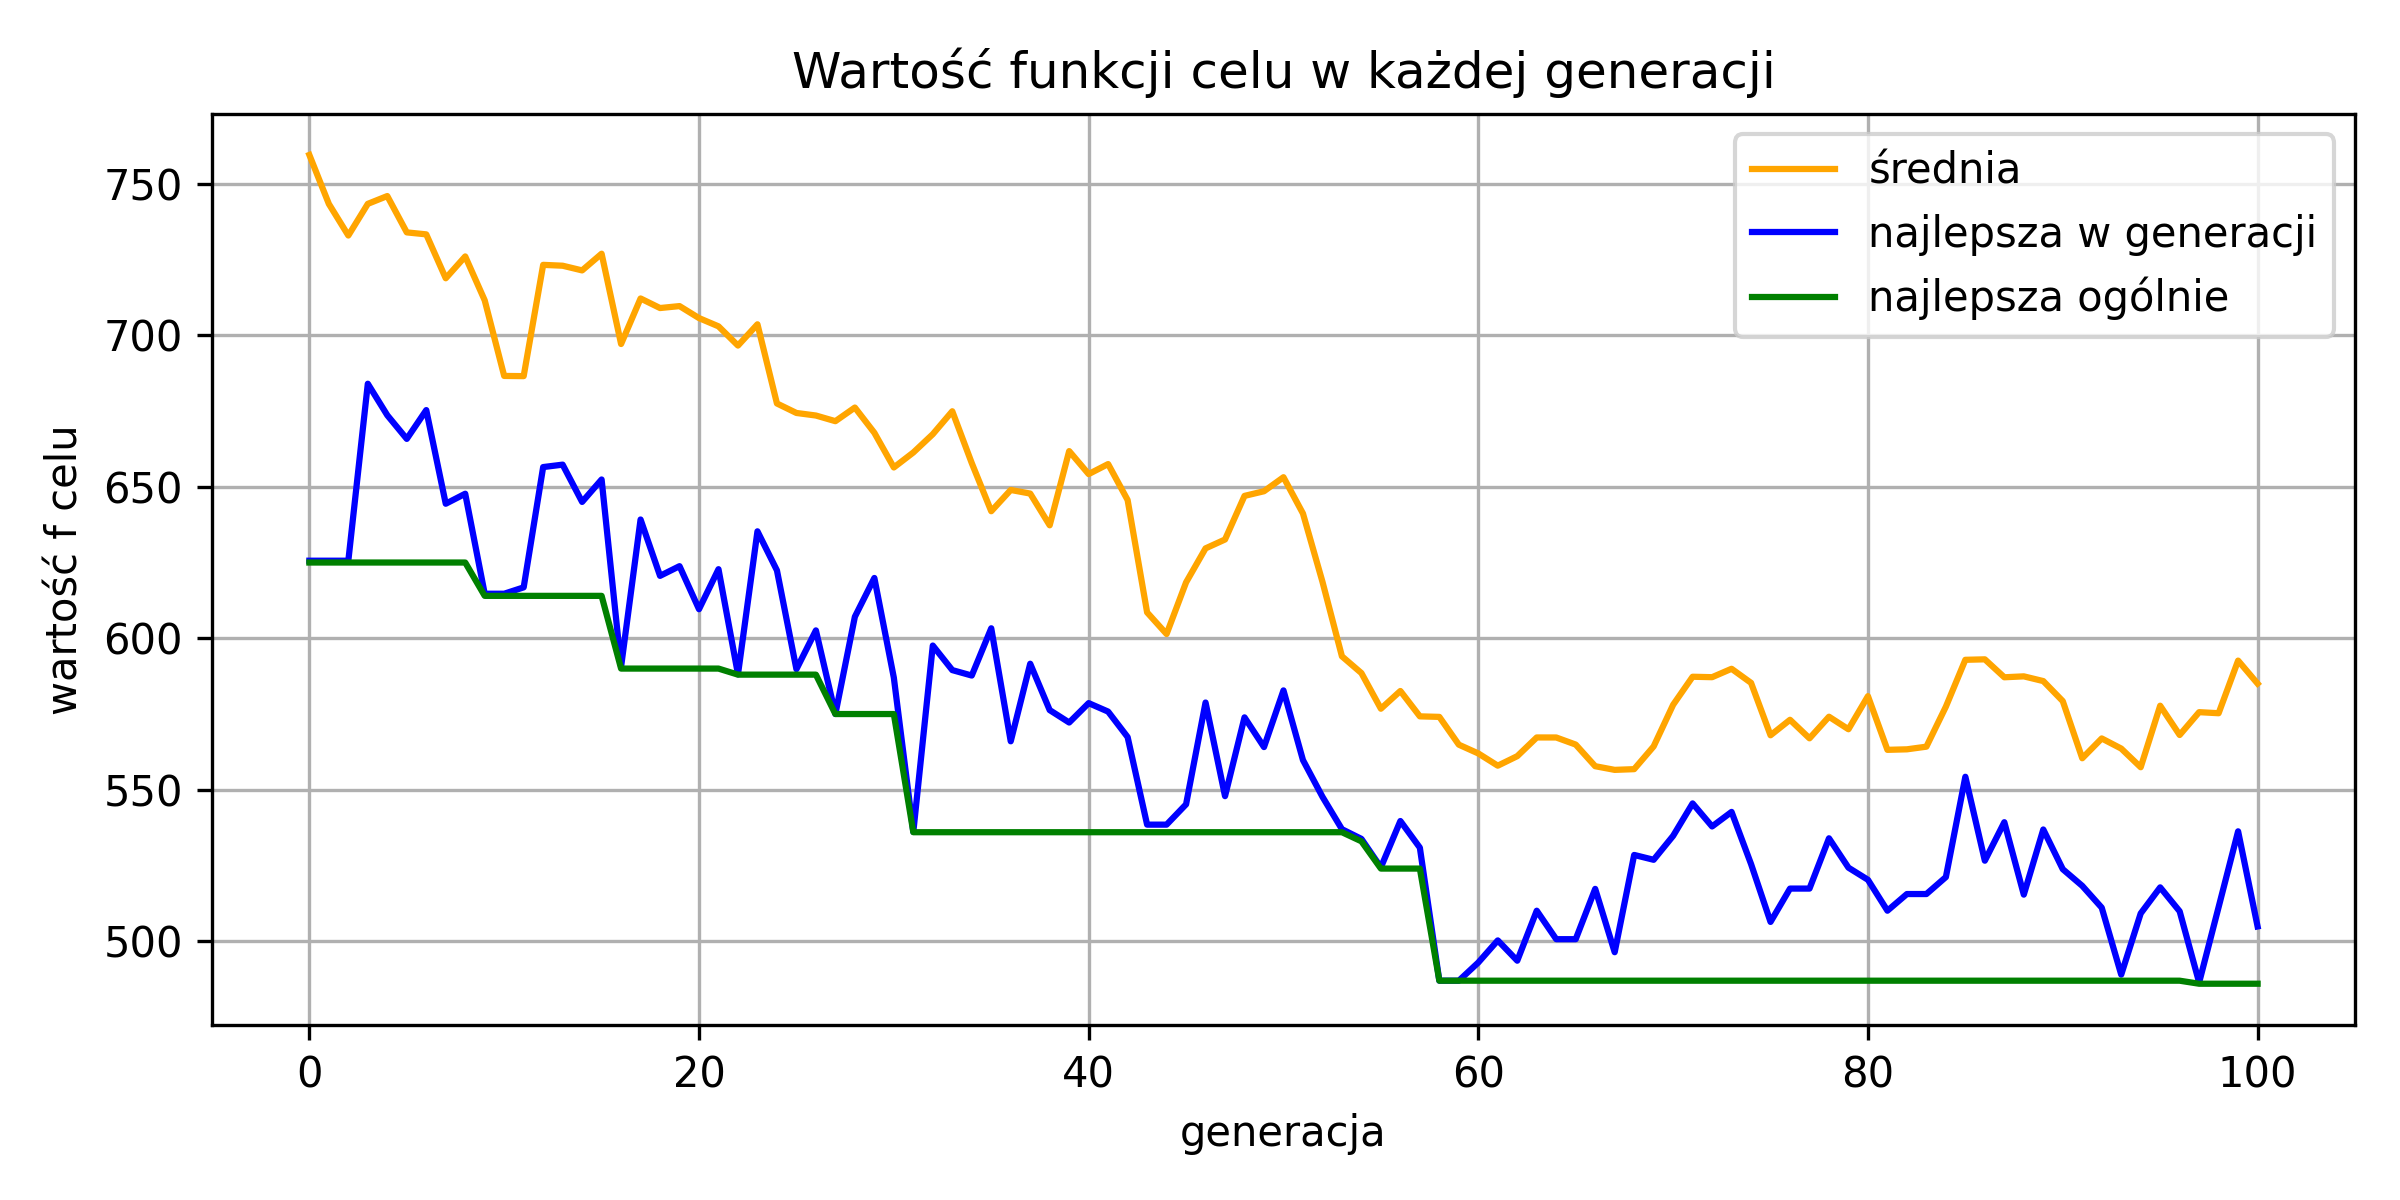 Wartość funkcji celu w każdej generacji
średnia
najlepsza w generacji
najlepsza ogólnie
wartość f celu
750
700
650
600
550
500
0 20 40 60 80 100
generacja